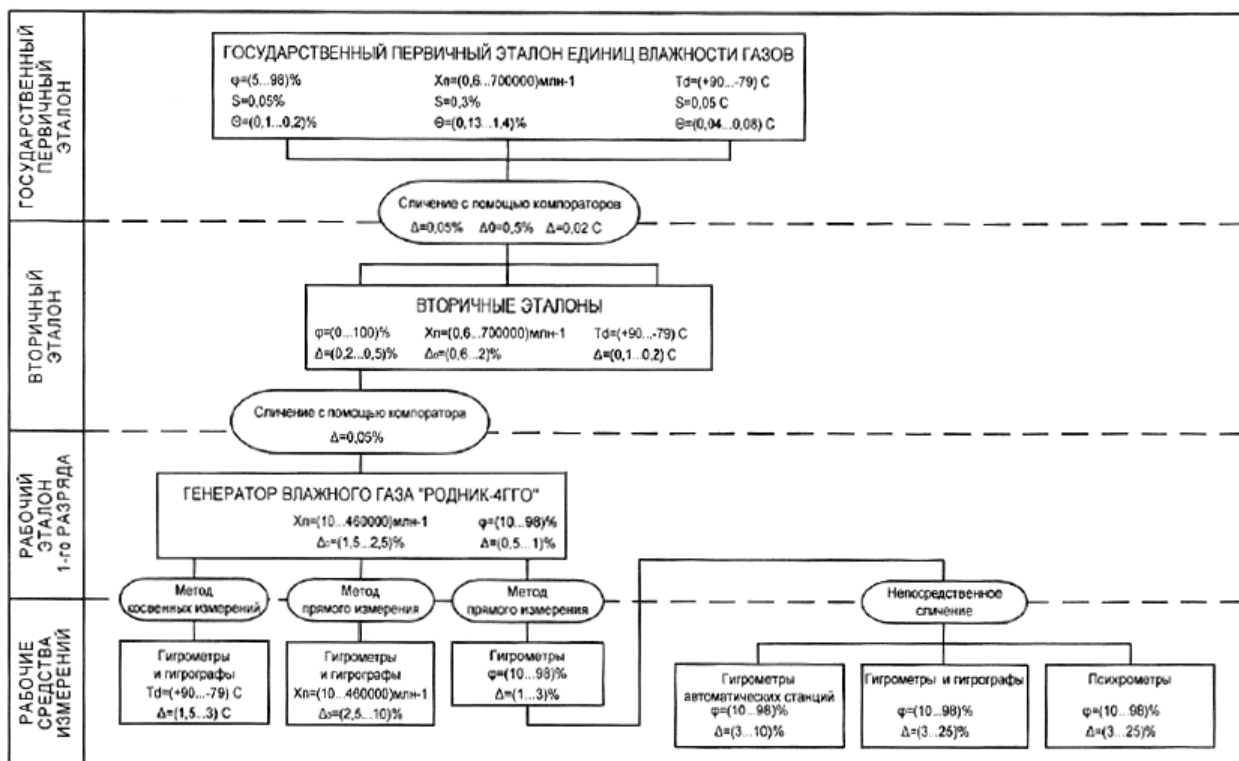 ГОСУДАРСТВЕННЫЙ
ПЕРВИЧНЫЙ
ЭТАЛОН
ГОСУДАРСТВЕННЫЙ ПЕРВИЧНЫЙ ЭТАЛОН ЕДИНИЦ ВЛАЖНОСТИ ГАЗОВ
φ=(5...98)% Хп=(0,6...700000)млн-1 Td=(+90...-79) С
S=0,05% S=0,3% S=0,05 С
Θ=(0,1...0,2)% Θ=(0,13...1,4)% Θ=(0,04...0,08) С
Сличение с помощью компораторов
Δ=0,05% Δ0=0,5% Δ=0,02 С
ВТОРИЧНЫЙ
ЭТАЛОН
ВТОРИЧНЫЕ ЭТАЛОНЫ
φ=(0...100)% Хп=(0,6...700000)млн-1 Td=(+90...-79) С
Δ=(0,2...0,5)% Δ₀=(0,6...2)% Δ=(0,1...0,2) С
Сличение с помощью компоратора
Δ=0,05%
РАБОЧИЙ
ЭТАЛОН
1-го РАЗРЯДА
ГЕНЕРАТОР ВЛАЖНОГО ГАЗА "РОДНИК-4ГГО"
Хп=(10...460000)млн-1 φ=(10...98)%
Δ₀=(1,5...2,5)% Δ=(0,5...1)%
Метод
косвенных измерений
Метод
прямого измерения
Метод
прямого измерения
Непосредственное
сличение
РАБОЧИЕ
СРЕДСТВА
ИЗМЕРЕНИЙ
Гигрометры
и гигрографы
Td=(+90...-79) С
Δ=(1,5...3) С
Гигрометры
и гигрографы
Хп=(10...460000)млн-1
Δ₀=(2,5...10)%
Гигрометры
φ=(10...98)%
Δ=(1...3)%
Гигрометры
автоматических станций
φ=(10...98)%
Δ=(3...10)%
Гигрометры и гигрографы
φ=(10...98)%
Δ=(3...25)%
Психрометры
φ=(10...98)%
Δ=(3...25)%